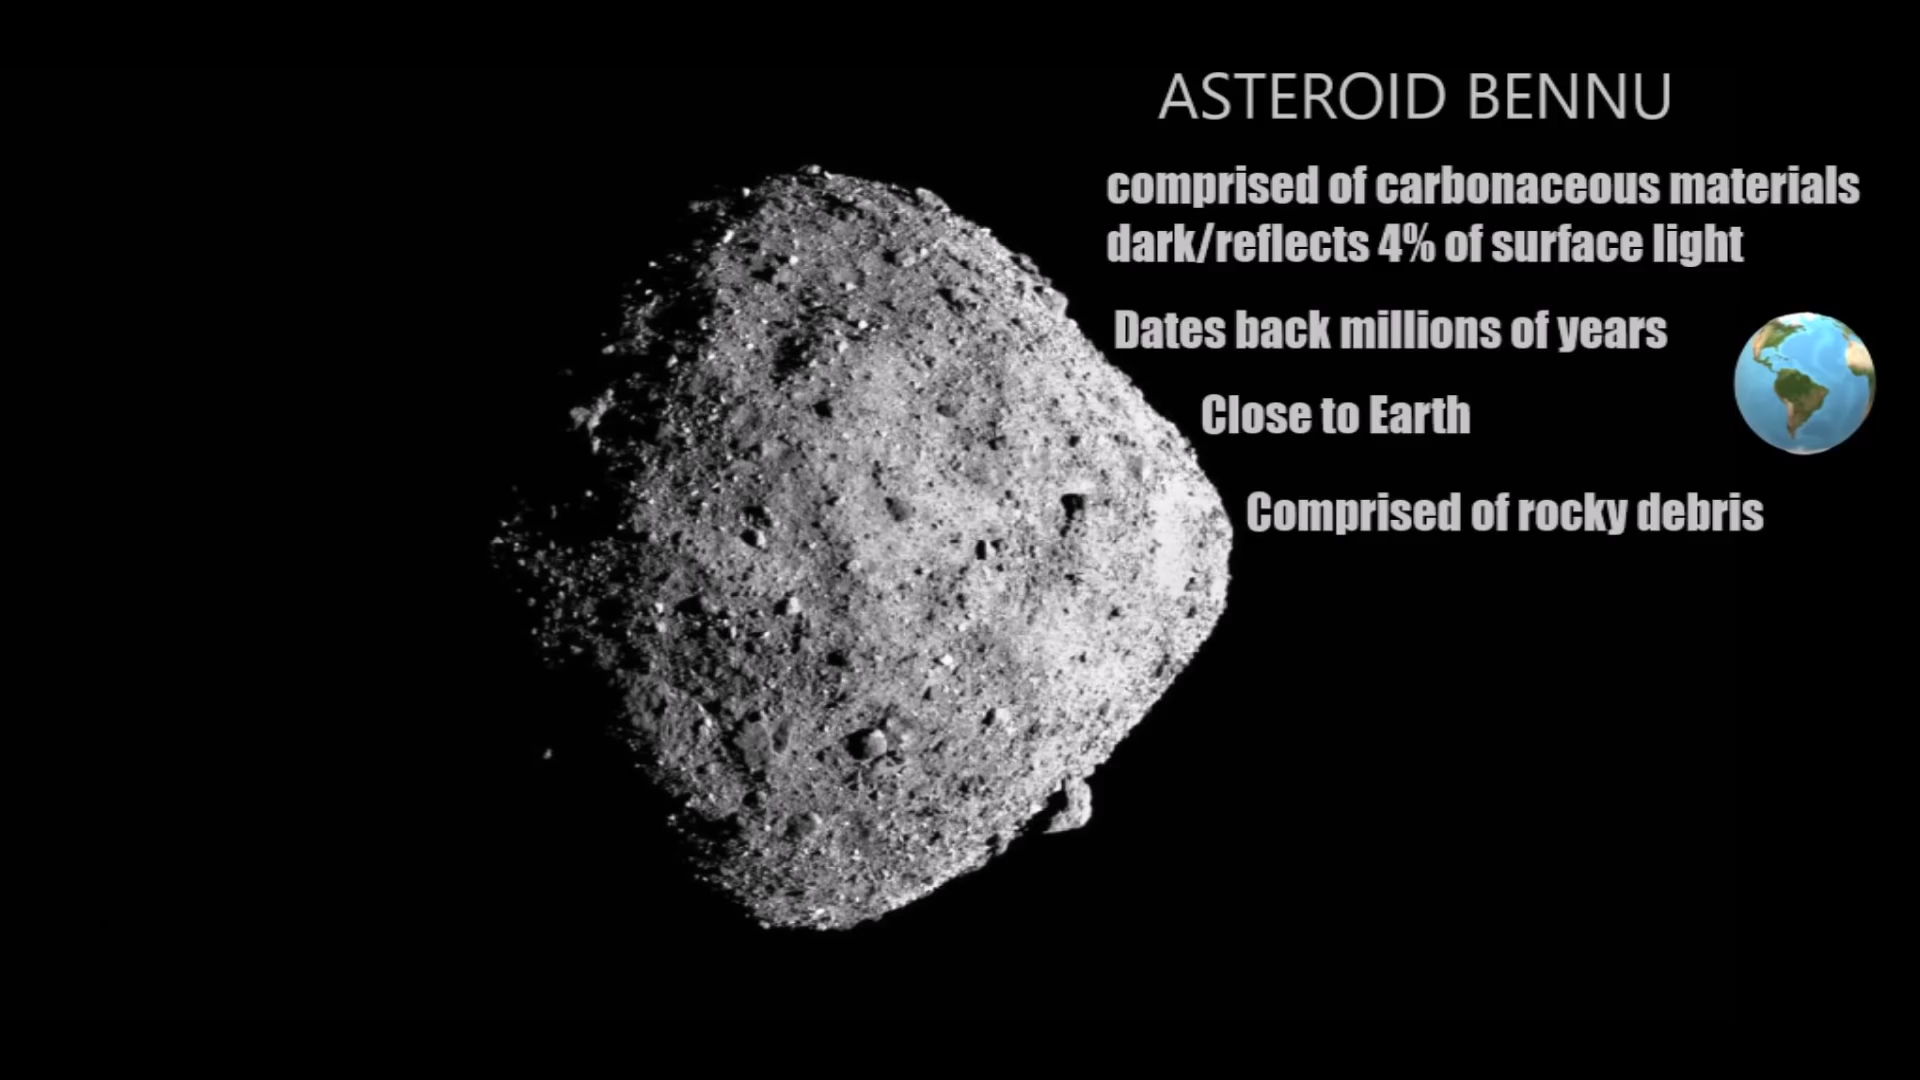 ASTEROID BENNU
comprised of carbonaceous materials
dark/reflects 4% of surface light
Dates back millions of years
Close to Earth
Comprised of rocky debris